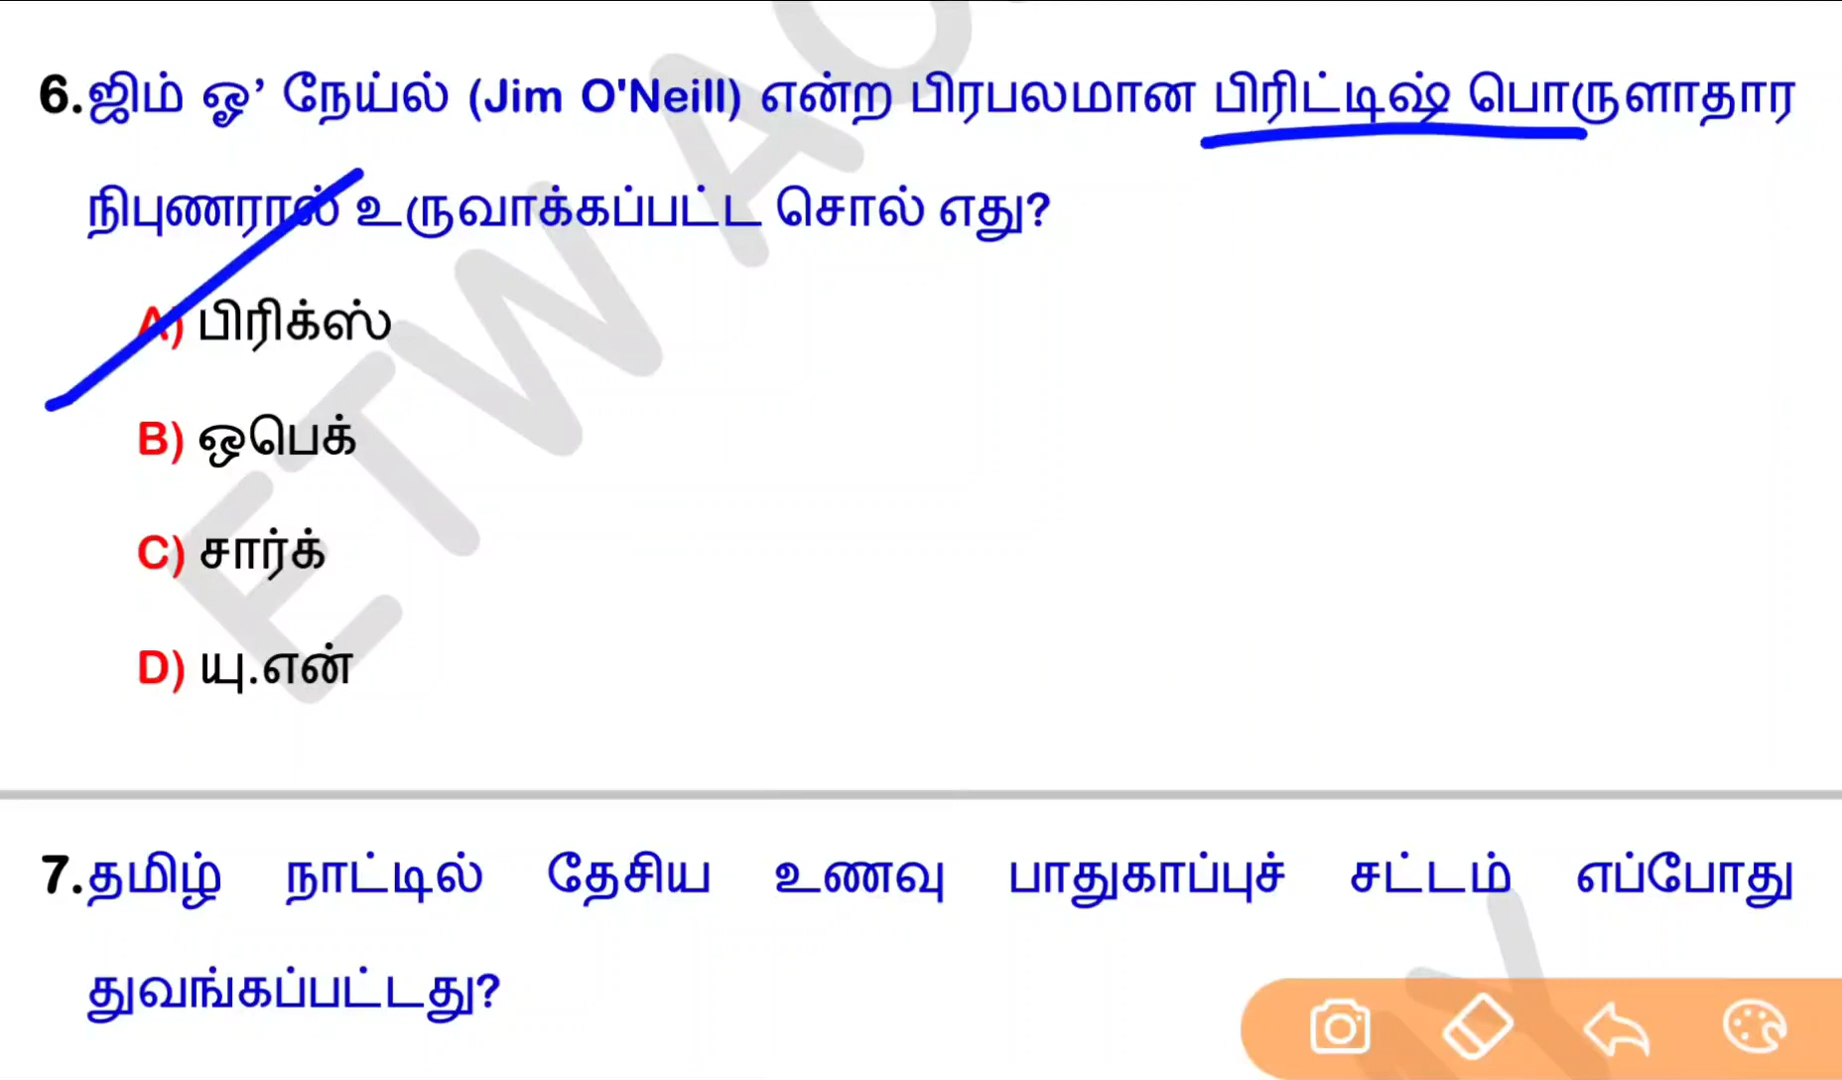 6.ஜிம் ஓ’ நேய்ல் (Jim O'Neill) என்ற பிரபலமான பிரிட்டிஷ் பொருளாதார
நிபுணரால் உருவாக்கப்பட்ட சொல் எது?
A) பிரிக்ஸ்
B) ஒபெக்
C) சார்க்
D) யு.என்
7.தமிழ் நாட்டில் தேசிய உணவு பாதுகாப்புச் சட்டம் எப்போது
துவங்கப்பட்டது?